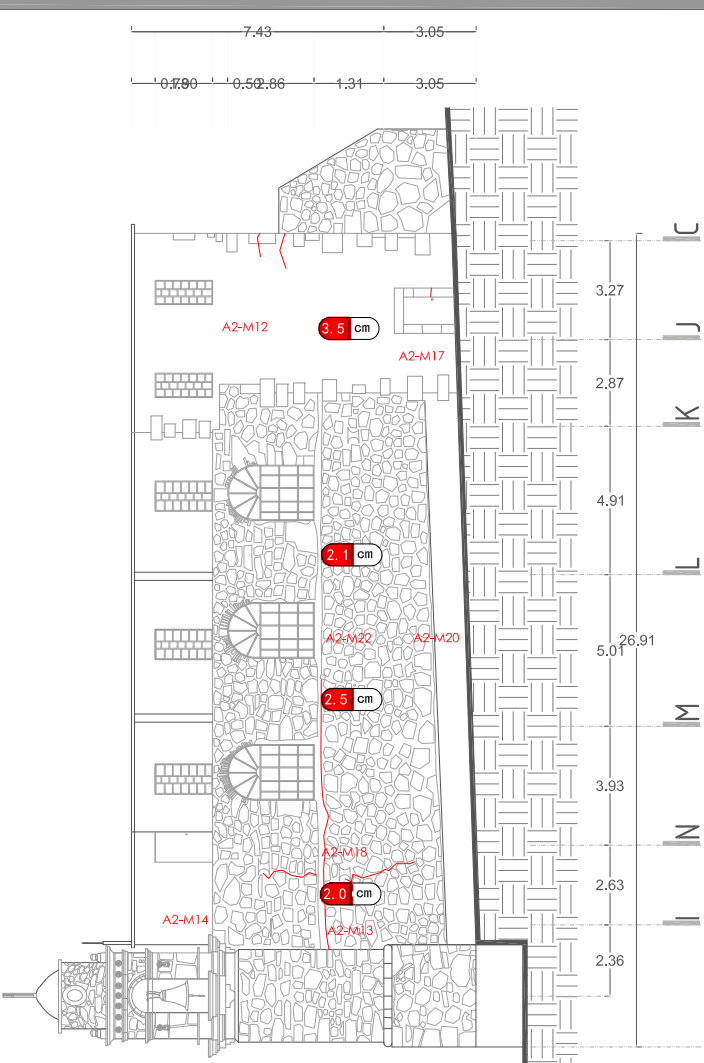 7.43 3.05
0.50 2.86 1.31 3.05
C
3.27
A2-M12 3.5 cm
J
A2-M17
2.87
K
4.91
2.1 cm
L
A2-M22 A2-M20
5.01 26.91
2.5 cm
M
3.93
N
A2-M18
2.63
2.0 cm
A2-M14 A2-M13
I
2.36